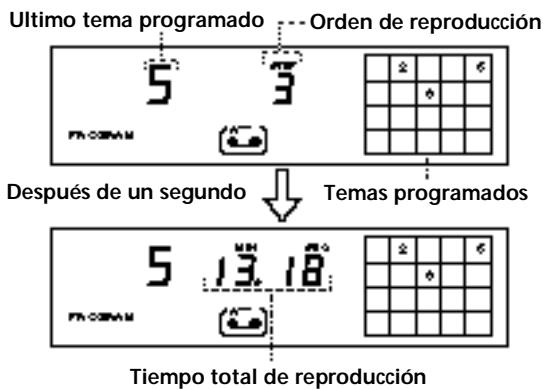 Ultimo tema programado
Orden de reproducción
5 3
PROGRAM
Después de un segundo
Temas programados
5 13.18
PROGRAM
Tiempo total de reproducción